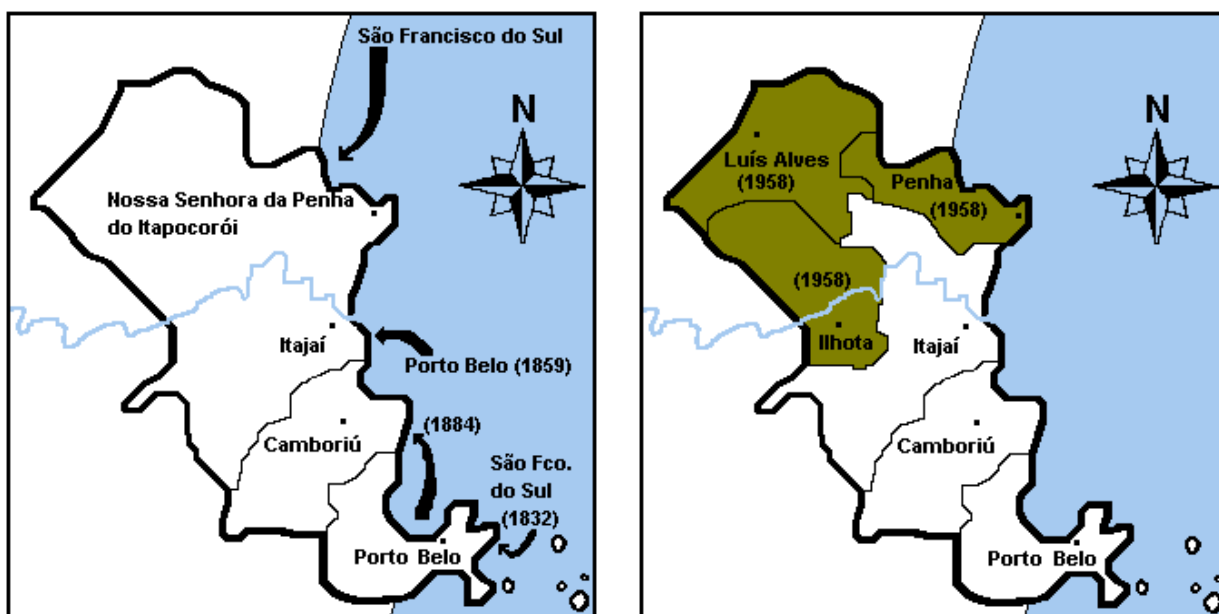 São Francisco do Sul
N
Nossa Senhora da Penha
do Itapocorói
Itajaí
Porto Belo (1859)
(1884)
Camboriú
São Fco.
do Sul
(1832)
Porto Belo
N
Luís Alves
(1958)
Penha
(1958)
(1958)
Ilhota
Itajaí
Camboriú
Porto Belo